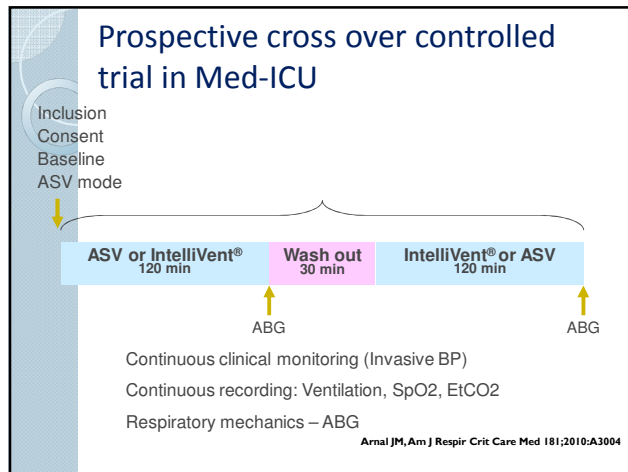 Prospective cross over controlled
trial in Med-ICU
Inclusion
Consent
Baseline
ASV mode
ASV or IntelliVent®
120 min
Wash out
30 min
IntelliVent® or ASV
120 min
ABG
ABG
Continuous clinical monitoring (Invasive BP)
Continuous recording: Ventilation, SpO2, EtCO2
Respiratory mechanics – ABG
Arnal JM, Am J Respir Crit Care Med 181;2010:A3004